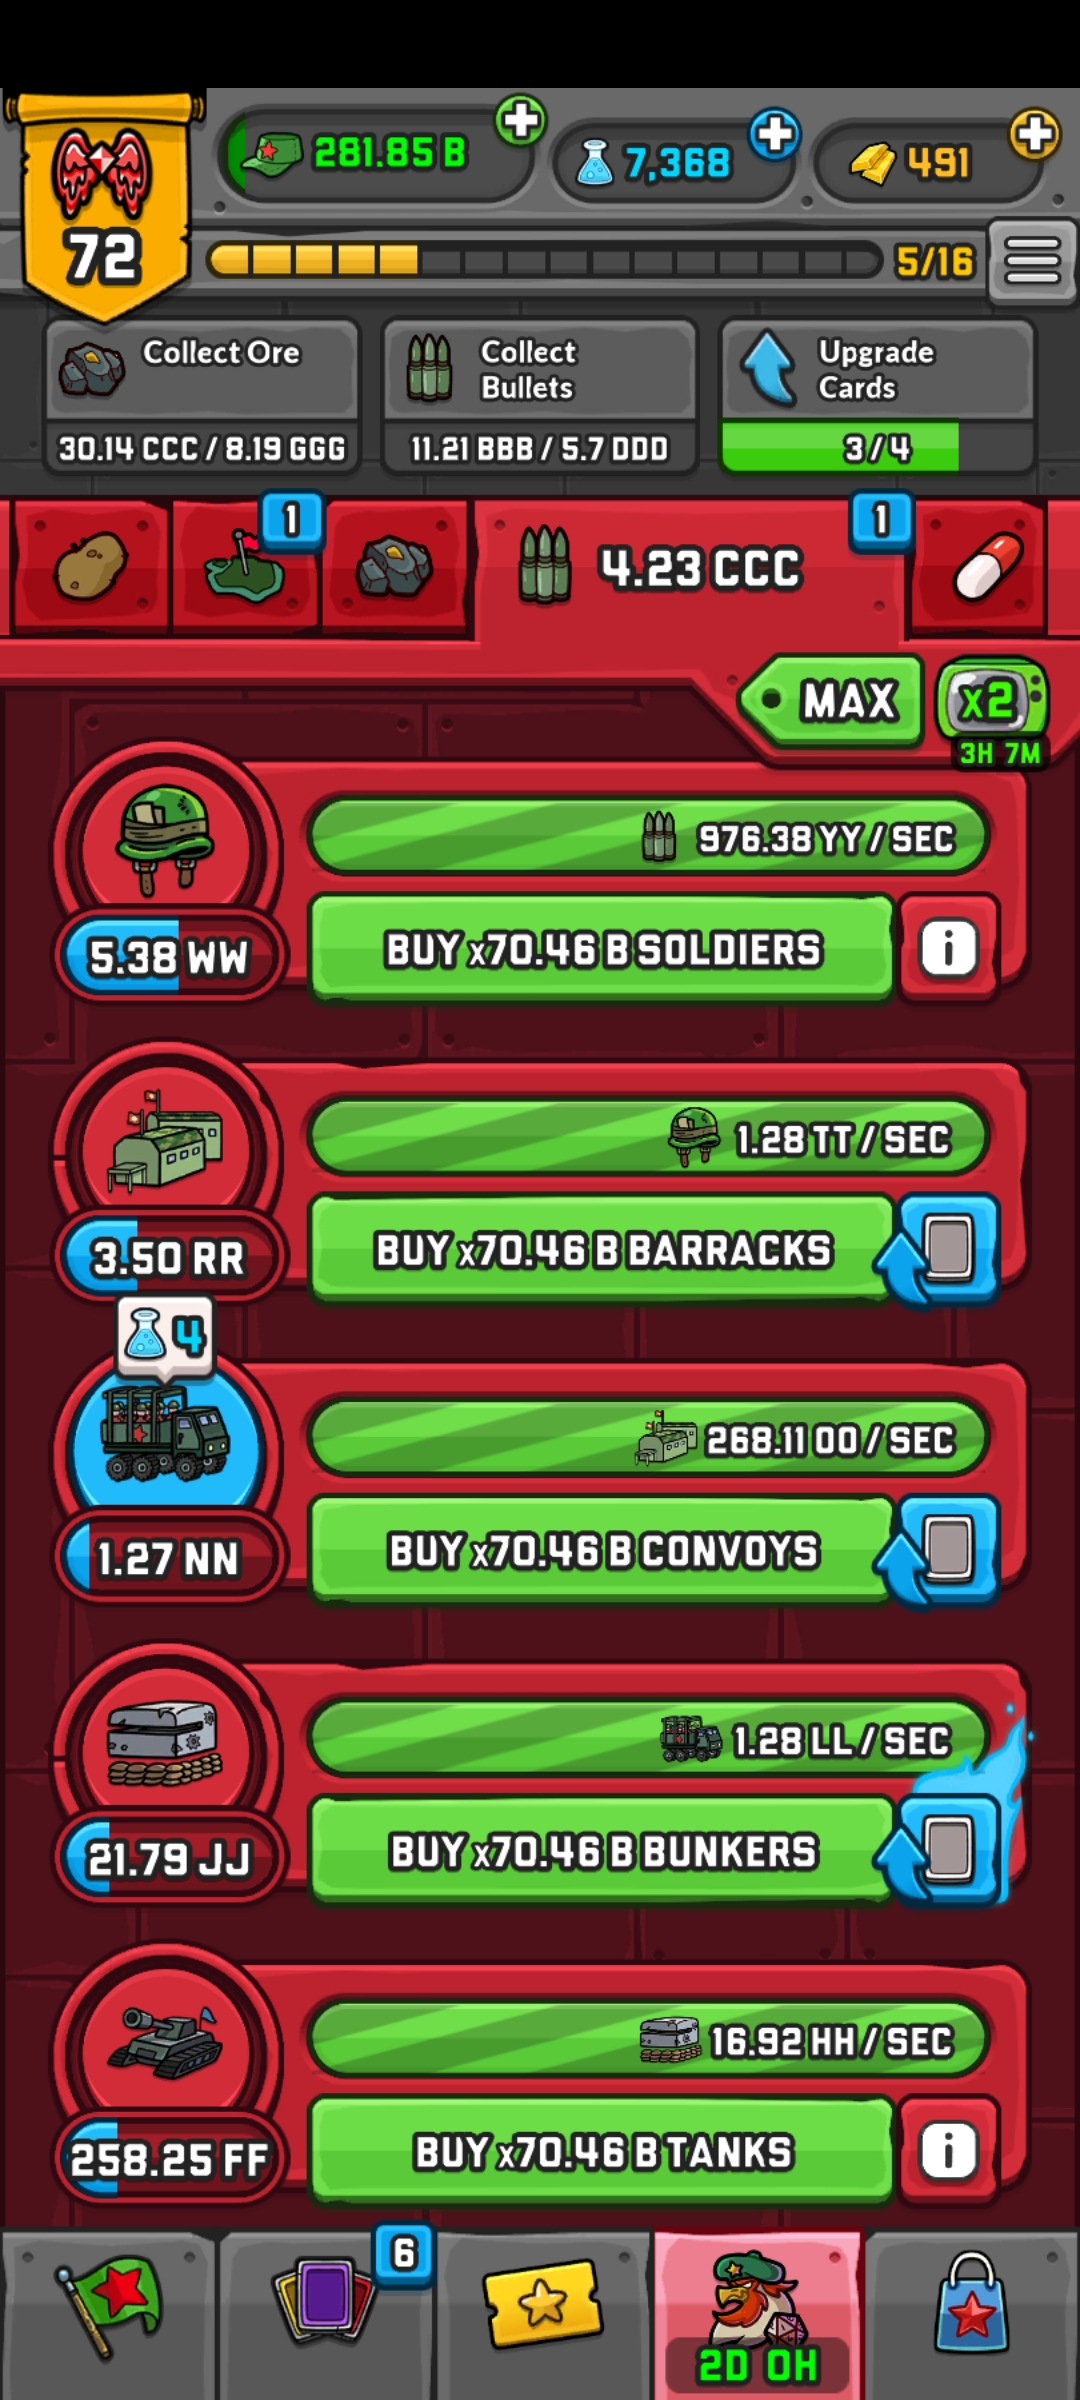 72
281.85 B
7,368
491
5/16
Collect Ore
30.14 CCC / 8.19 GGG
Collect
Bullets
11.21 BBB / 5.7 DDD
Upgrade
Cards
3 / 4
1
4.23 CCC
1
MAX
x2
3H 7M
976.38 YY / SEC
5.38 WW
BUY x70.46 B SOLDIERS
i
1.28 TT / SEC
3.50 RR
BUY x70.46 B BARRACKS
4
268.11 OO / SEC
1.27 NN
BUY x70.46 B CONVOYS
1.28 LL / SEC
21.79 JJ
BUY x70.46 B BUNKERS
16.92 HH / SEC
258.25 FF
BUY x70.46 B TANKS
i
6
2D 0H